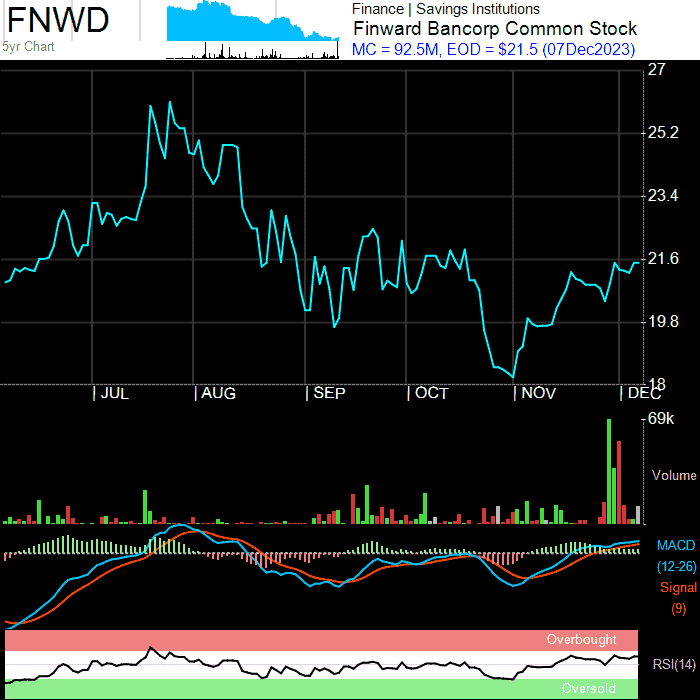 FNWD
5yr Chart
Finance | Savings Institutions
Finward Bancorp Common Stock
MC = 92.5M, EOD = $21.5 (07Dec2023)
27
25.2
23.4
21.6
19.8
18
JUL AUG SEP OCT NOV DEC
69k
Volume
MACD
(12-26)
Signal
(9)
Overbought
RSI(14)
Oversold